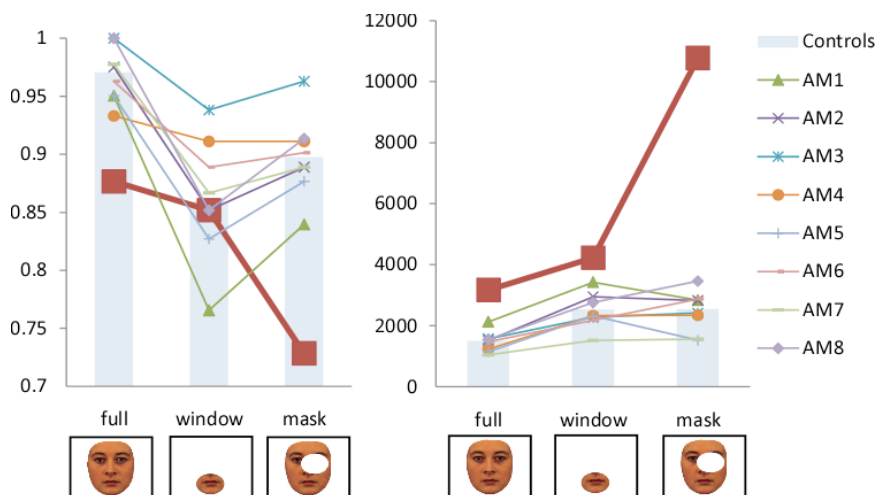 1
0.95
0.9
0.85
0.8
0.75
0.7
full window mask
12000
10000
8000
6000
4000
2000
0
full window mask
Controls
AM1
AM2
AM3
AM4
AM5
AM6
AM7
AM8